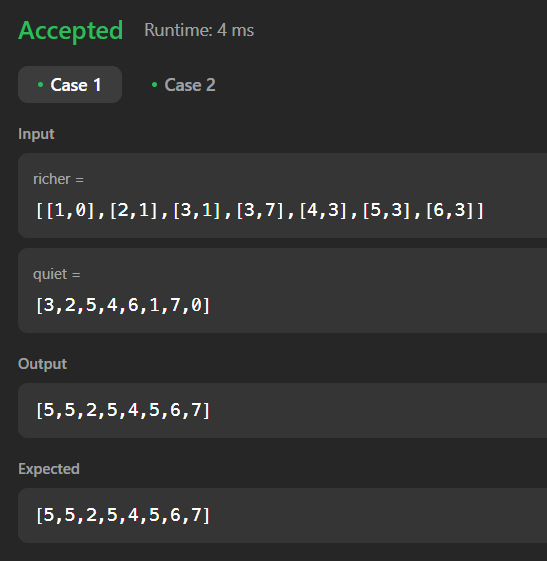 Accepted Runtime: 4 ms
• Case 1 • Case 2
Input
richer =
[[1,0],[2,1],[3,1],[3,7],[4,3],[5,3],[6,3]]
quiet =
[3,2,5,4,6,1,7,0]
Output
[5,5,2,5,4,5,6,7]
Expected
[5,5,2,5,4,5,6,7]